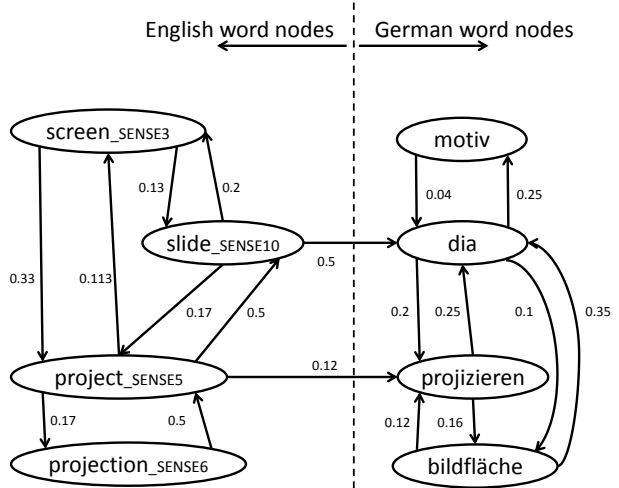 English word nodes German word nodes
screen_SENSE3 motiv
0.13 0.2 0.04 0.25
slide_SENSE10 dia
0.5
0.33 0.113 0.17 0.5 0.2 0.25 0.1 0.35
project_SENSE5 0.12 projizieren
0.17 0.5 0.12 0.16
projection_SENSE6 bildfläche